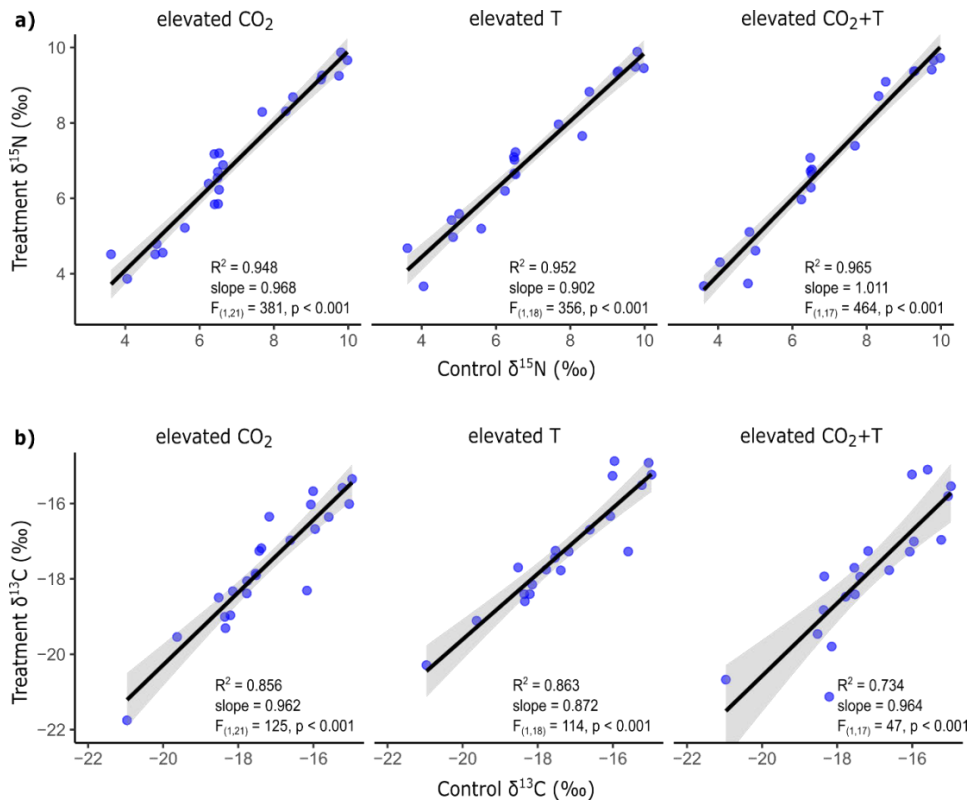 a)
elevated CO₂
elevated T
elevated CO₂+T
Treatment δ¹⁵N (‰)
10
8
6
4
R² = 0.948
slope = 0.968
F₍₁,₂₁₎ = 381, p < 0.001
R² = 0.952
slope = 0.902
F₍₁,₁₈₎ = 356, p < 0.001
R² = 0.965
slope = 1.011
F₍₁,₁₇₎ = 464, p < 0.001
4 6 8 10
4 6 8 10
4 6 8 10
Control δ¹⁵N (‰)
b)
elevated CO₂
elevated T
elevated CO₂+T
Treatment δ¹³C (‰)
−16
−18
−20
−22
R² = 0.856
slope = 0.962
F₍₁,₂₁₎ = 125, p < 0.001
R² = 0.863
slope = 0.872
F₍₁,₁₈₎ = 114, p < 0.001
R² = 0.734
slope = 0.964
F₍₁,₁₇₎ = 47, p < 0.001
−22 −20 −18 −16
−22 −20 −18 −16
−22 −20 −18 −16
Control δ¹³C (‰)